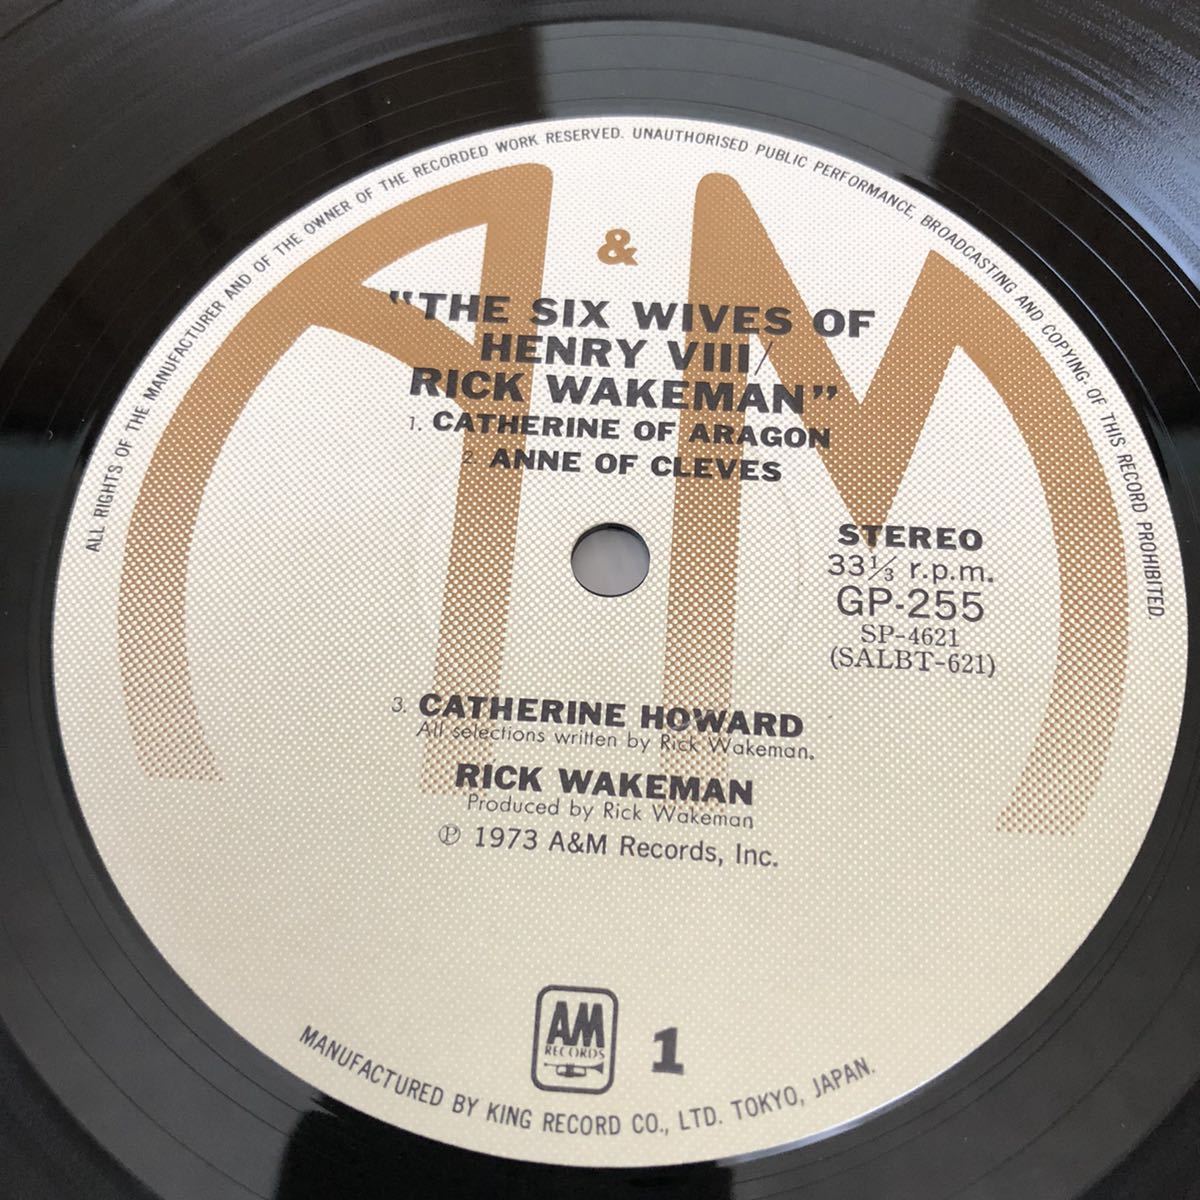 ALL RIGHTS OF THE MANUFACTURER AND OF THE OWNER OF THE RECORDED WORK RESERVED. UNAUTHORISED PUBLIC PERFORMANCE, BROADCASTING AND COPYING OF THIS RECORD PROHIBITED.
A & M
"THE SIX WIVES OF
HENRY VIII/
RICK WAKEMAN"
1. CATHERINE OF ARAGON
2. ANNE OF CLEVES
STEREO
33⅓ r.p.m.
GP-255
SP-4621
(SALBT-621)
3. CATHERINE HOWARD
All selections written by Rick Wakeman.
RICK WAKEMAN
Produced by Rick Wakeman
℗ 1973 A&M Records, Inc.
AM
RECORDS
1
MANUFACTURED BY KING RECORD CO., LTD. TOKYO, JAPAN.